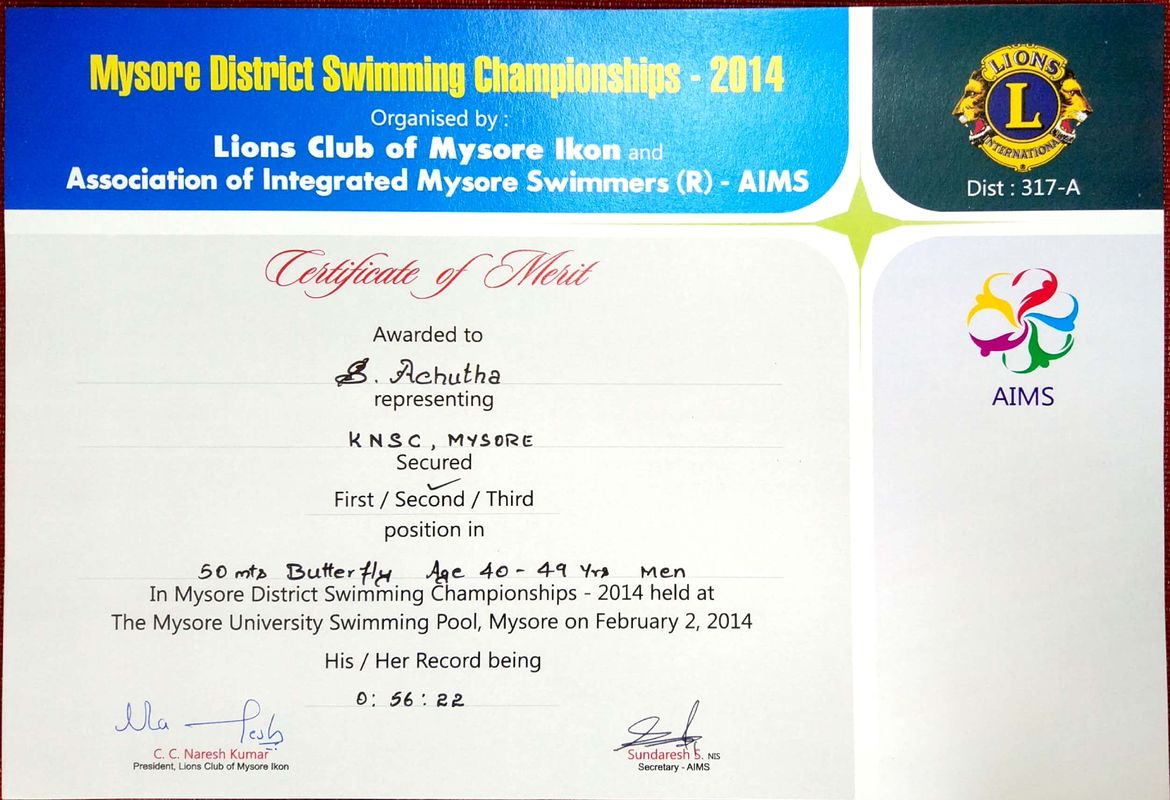 Mysore District Swimming Championships - 2014
Organised by :
Lions Club of Mysore Ikon and
Association of Integrated Mysore Swimmers (R) - AIMS
LIONS
L
INTERNATIONAL
Dist : 317-A
Certificate of Merit
Awarded to
S. Achutha
representing
KNSC, MYSORE
Secured
First / Second / Third
position in
50 mts Butterfly Age 40 - 49 Yrs Men
In Mysore District Swimming Championships - 2014 held at
The Mysore University Swimming Pool, Mysore on February 2, 2014
His / Her Record being
0: 56 : 22
C. C. Naresh Kumar
President, Lions Club of Mysore Ikon
Sundaresh S. NIS
Secretary - AIMS
AIMS